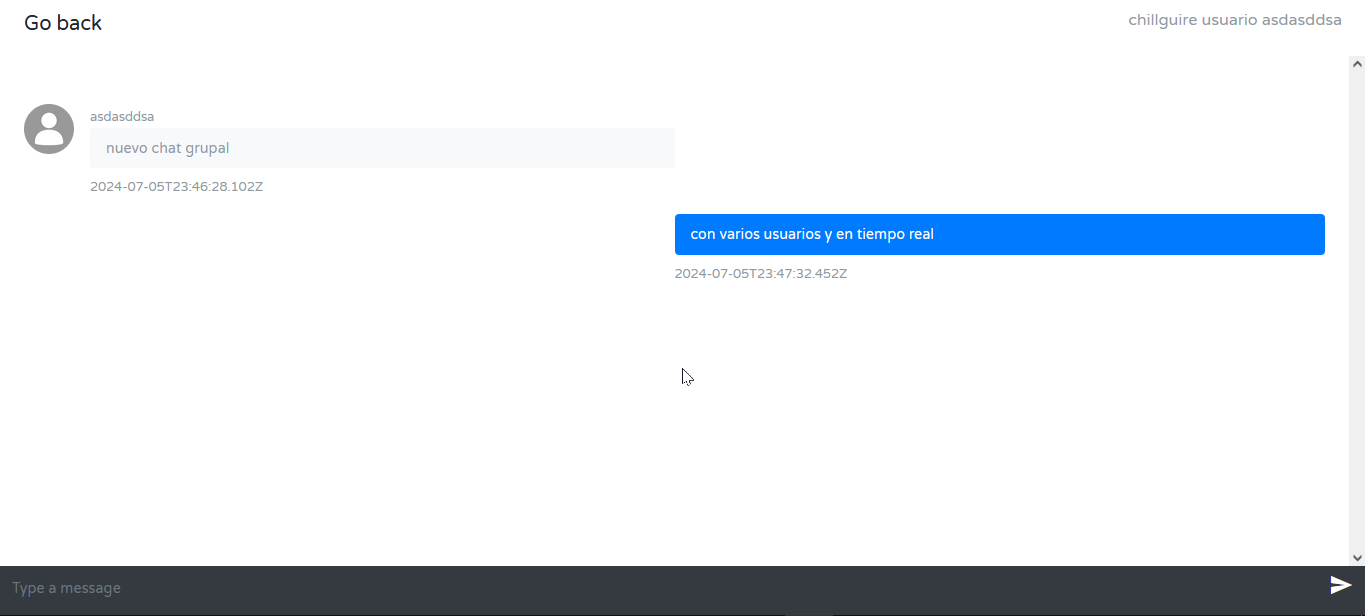 Go back
chillguire usuario asdasddsa
asdasddsa
nuevo chat grupal
2024-07-05T23:46:28.102Z
con varios usuarios y en tiempo real
2024-07-05T23:47:32.452Z
Type a message